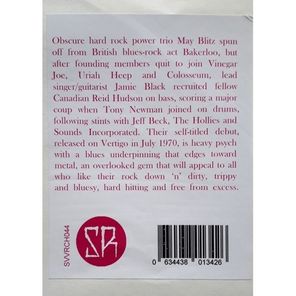 Obscure hard rock power trio May Blitz spun
off from British blues-rock act Bakerloo, but
after founding members quit to join Vinegar
Joe, Uriah Heep and Colosseum, lead
singer/guitarist Jamie Black recruited fellow
Canadian Reid Hudson on bass, scoring a major
coup when Tony Newman joined on drums,
following stints with Jeff Beck, The Hollies and
Sounds Incorporated. Their self-titled debut,
released on Vertigo in July 1970, is heavy psych
with a blues underpinning that edges toward
metal, an overlooked gem that will appeal to all
who like their rock down 'n' dirty, trippy
and bluesy, hard hitting and free from excess.
SVVRCH044
SR
0 634438 013426